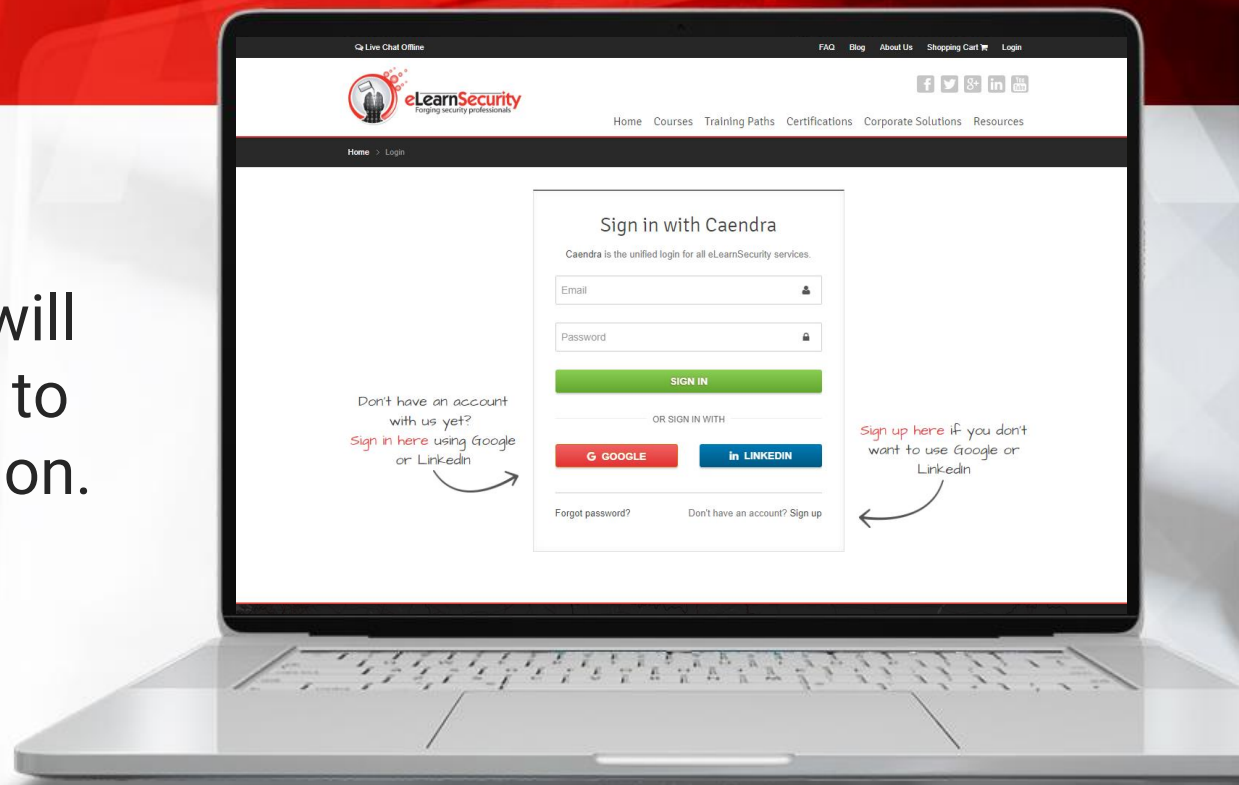 will
to
on.
Live Chat Offline
FAQ Blog About Us Shopping Cart Login
eLearnSecurity
Forging security professionals
f 8+ in You Tube
Home Courses Training Paths Certifications Corporate Solutions Resources
Home > Login
Sign in with Caendra
Caendra is the unified login for all eLearnSecurity services.
Email
Password
SIGN IN
OR SIGN IN WITH
G GOOGLE in LINKEDIN
Forgot password? Don't have an account? Sign up
Don't have an account
with us yet?
Sign in here using Google
or Linkedin
Sign up here if you don't
want to use Google or
Linkedin